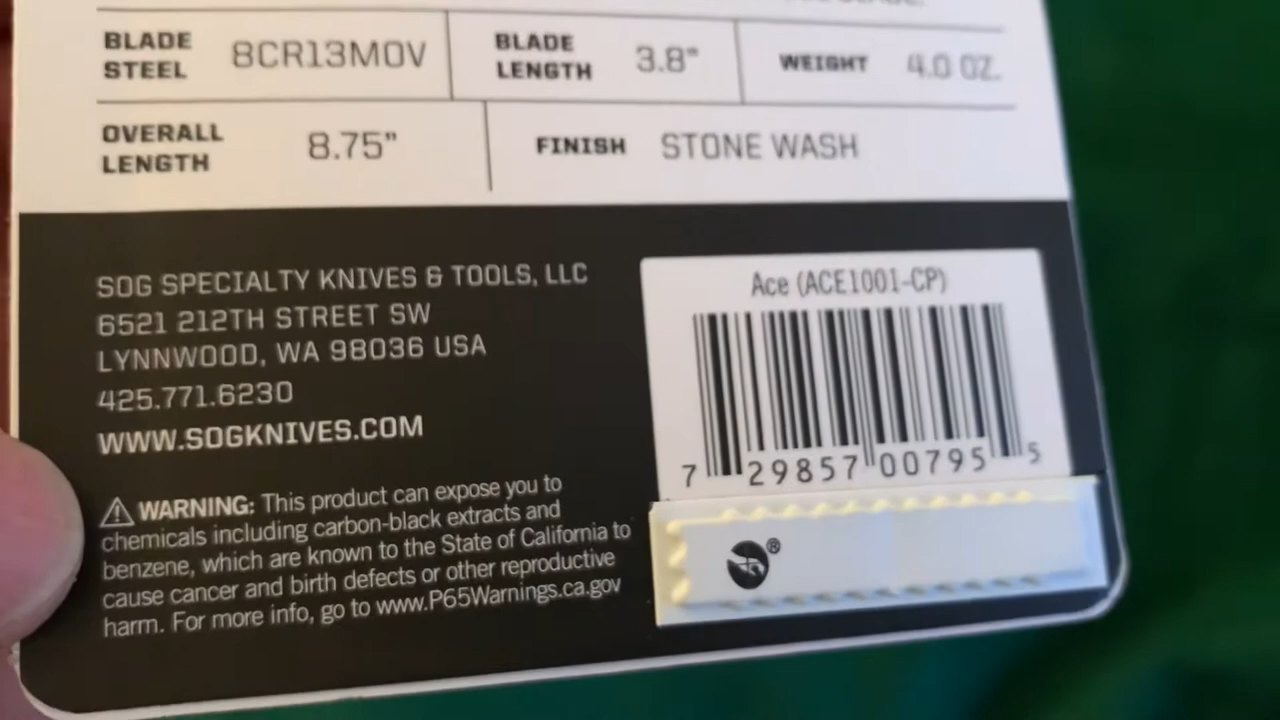 BLADE STEEL 8CR13MOV BLADE LENGTH 3.8" WEIGHT 4.0 OZ.
OVERALL LENGTH 8.75" FINISH STONE WASH
SOG SPECIALTY KNIVES & TOOLS, LLC
6521 212TH STREET SW
LYNNWOOD, WA 98036 USA
425.771.6230
WWW.SOGKNIVES.COM
⚠ WARNING: This product can expose you to
chemicals including carbon-black extracts and
benzene, which are known to the State of California to
cause cancer and birth defects or other reproductive
harm. For more info, go to www.P65Warnings.ca.gov
Ace (ACE1001-CP)
7 29857 00795 5
®